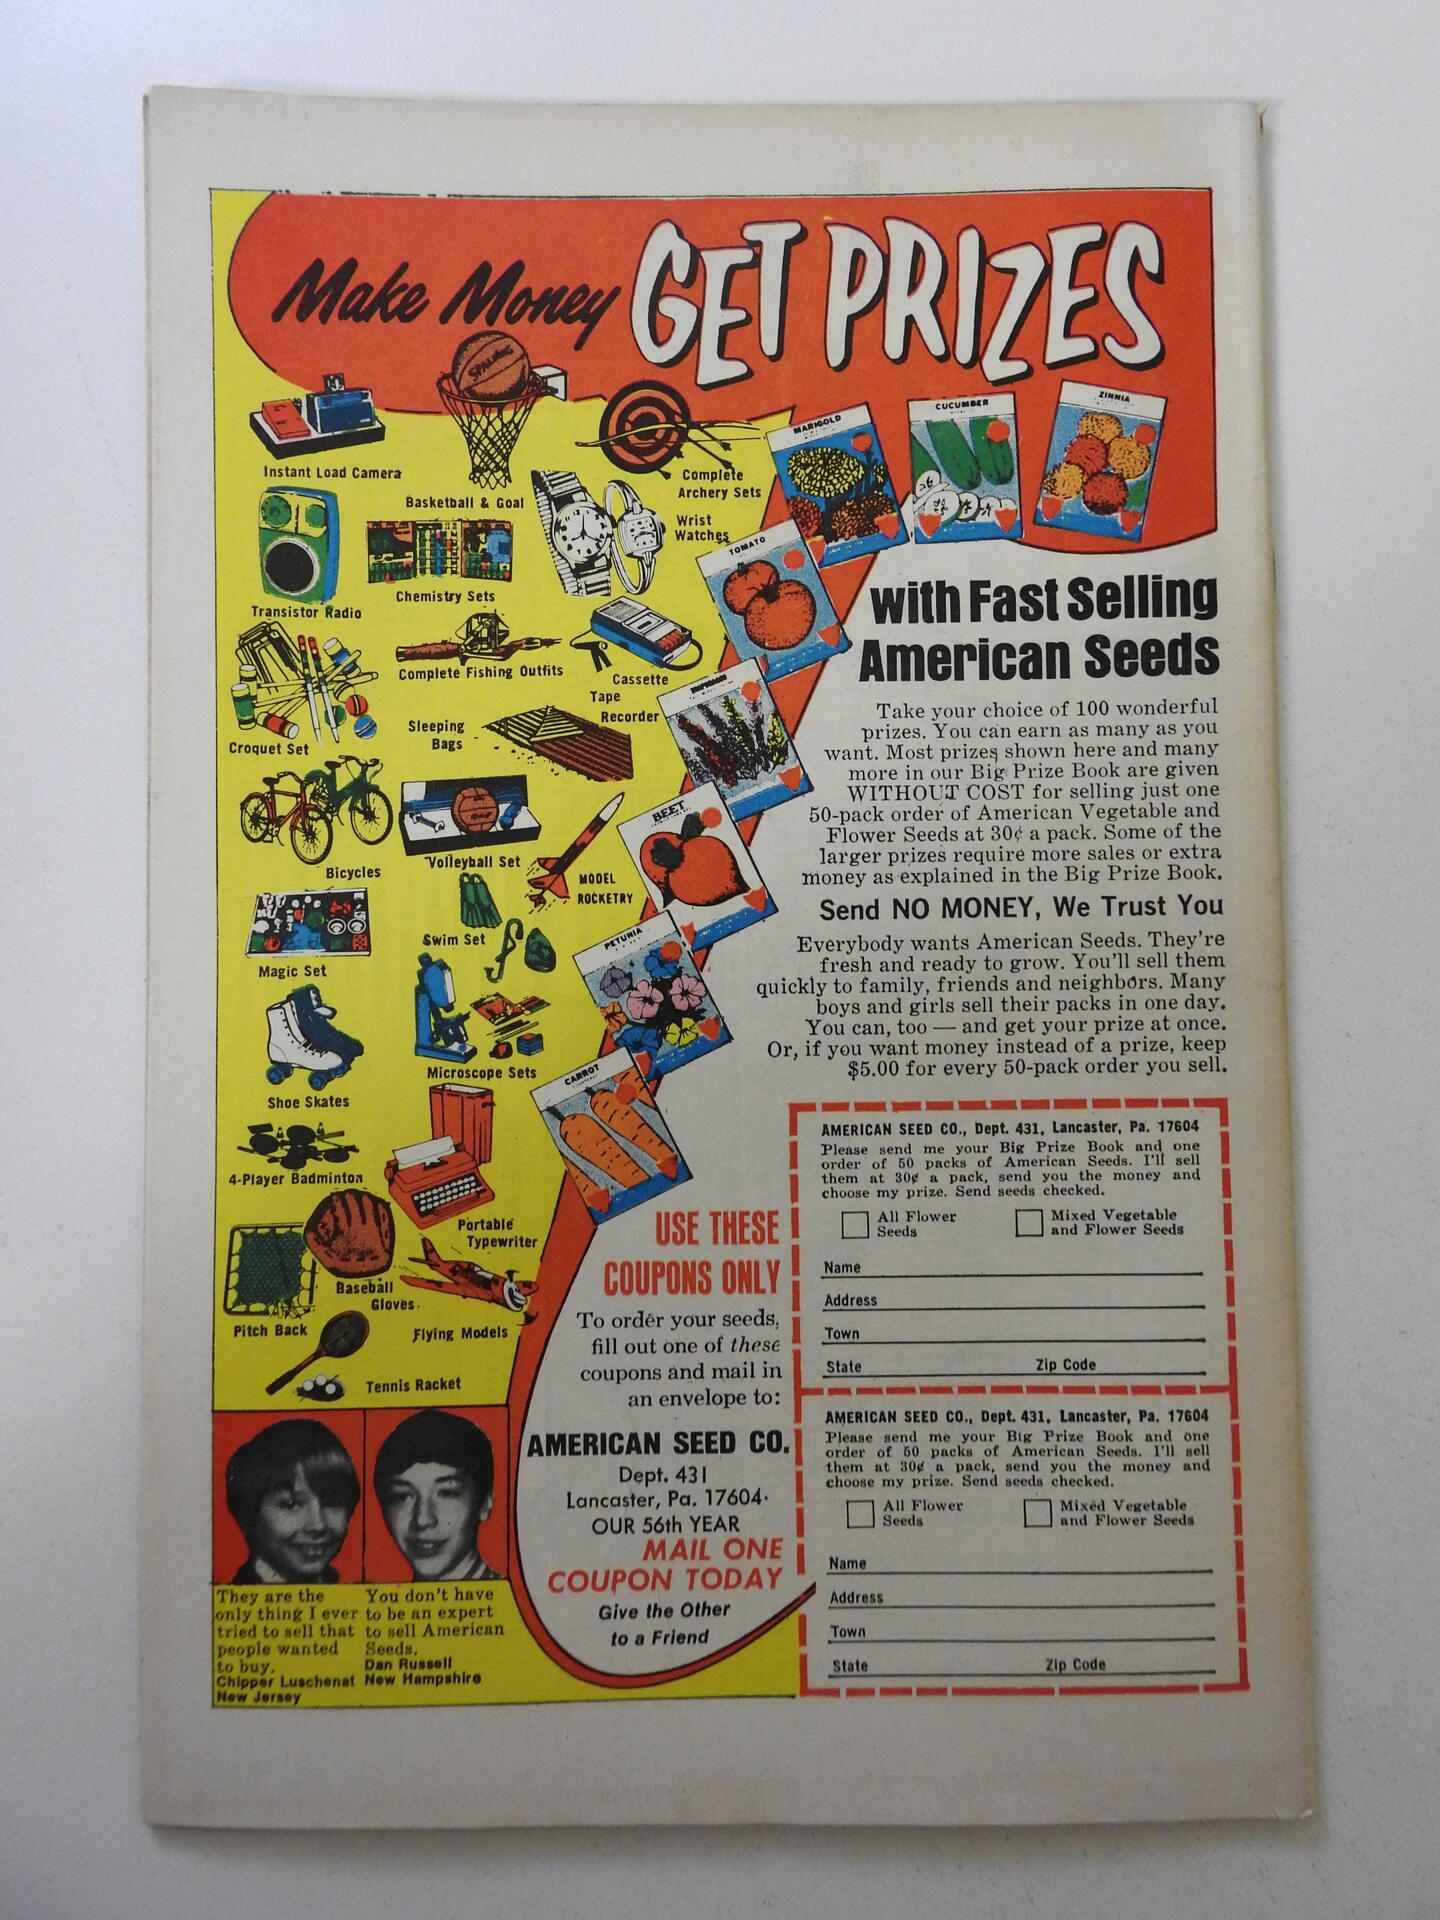 Make Money GET PRIZES
SPALDING
Instant Load Camera
Basketball & Goal
Complete
Archery Sets
Wrist
Watches
Transistor Radio
Chemistry Sets
Complete Fishing Outfits
Cassette
Tape
Recorder
Croquet Set
Sleeping
Bags
Bicycles
Volleyball Set
MODEL
ROCKETRY
Magic Set
Swim Set
Shoe Skates
Microscope Sets
4-Player Badminton
Portable
Typewriter
Baseball
Gloves
Pitch Back
Flying Models
Tennis Racket
MARIGOLD
CUCUMBER
ZINNIA
TOMATO
BEET
PETUNIA
CARROT
with Fast Selling
American Seeds
Take your choice of 100 wonderful
prizes. You can earn as many as you
want. Most prizes shown here and many
more in our Big Prize Book are given
WITHOUT COST for selling just one
50-pack order of American Vegetable and
Flower Seeds at 30¢ a pack. Some of the
larger prizes require more sales or extra
money as explained in the Big Prize Book.
Send NO MONEY, We Trust You
Everybody wants American Seeds. They're
fresh and ready to grow. You'll sell them
quickly to family, friends and neighbors. Many
boys and girls sell their packs in one day.
You can, too — and get your prize at once.
Or, if you want money instead of a prize, keep
$5.00 for every 50-pack order you sell.
USE THESE
COUPONS ONLY
To order your seeds,
fill out one of these
coupons and mail in
an envelope to:
AMERICAN SEED CO.
Dept. 431
Lancaster, Pa. 17604
OUR 56th YEAR
MAIL ONE
COUPON TODAY
Give the Other
to a Friend
AMERICAN SEED CO., Dept. 431, Lancaster, Pa. 17604
Please send me your Big Prize Book and one
order of 50 packs of American Seeds. I'll sell
them at 30¢ a pack, send you the money and
choose my prize. Send seeds checked.
All Flower
Seeds
Mixed Vegetable
and Flower Seeds
Name
Address
Town
State Zip Code
AMERICAN SEED CO., Dept. 431, Lancaster, Pa. 17604
Please send me your Big Prize Book and one
order of 50 packs of American Seeds. I'll sell
them at 30¢ a pack, send you the money and
choose my prize. Send seeds checked.
All Flower
Seeds
Mixed Vegetable
and Flower Seeds
Name
Address
Town
State Zip Code
They are the
only thing I ever
tried to sell that
people wanted
to buy.
Chipper Luschenat
New Jersey
You don't have
to be an expert
to sell American
Seeds.
Dan Russell
New Hampshire